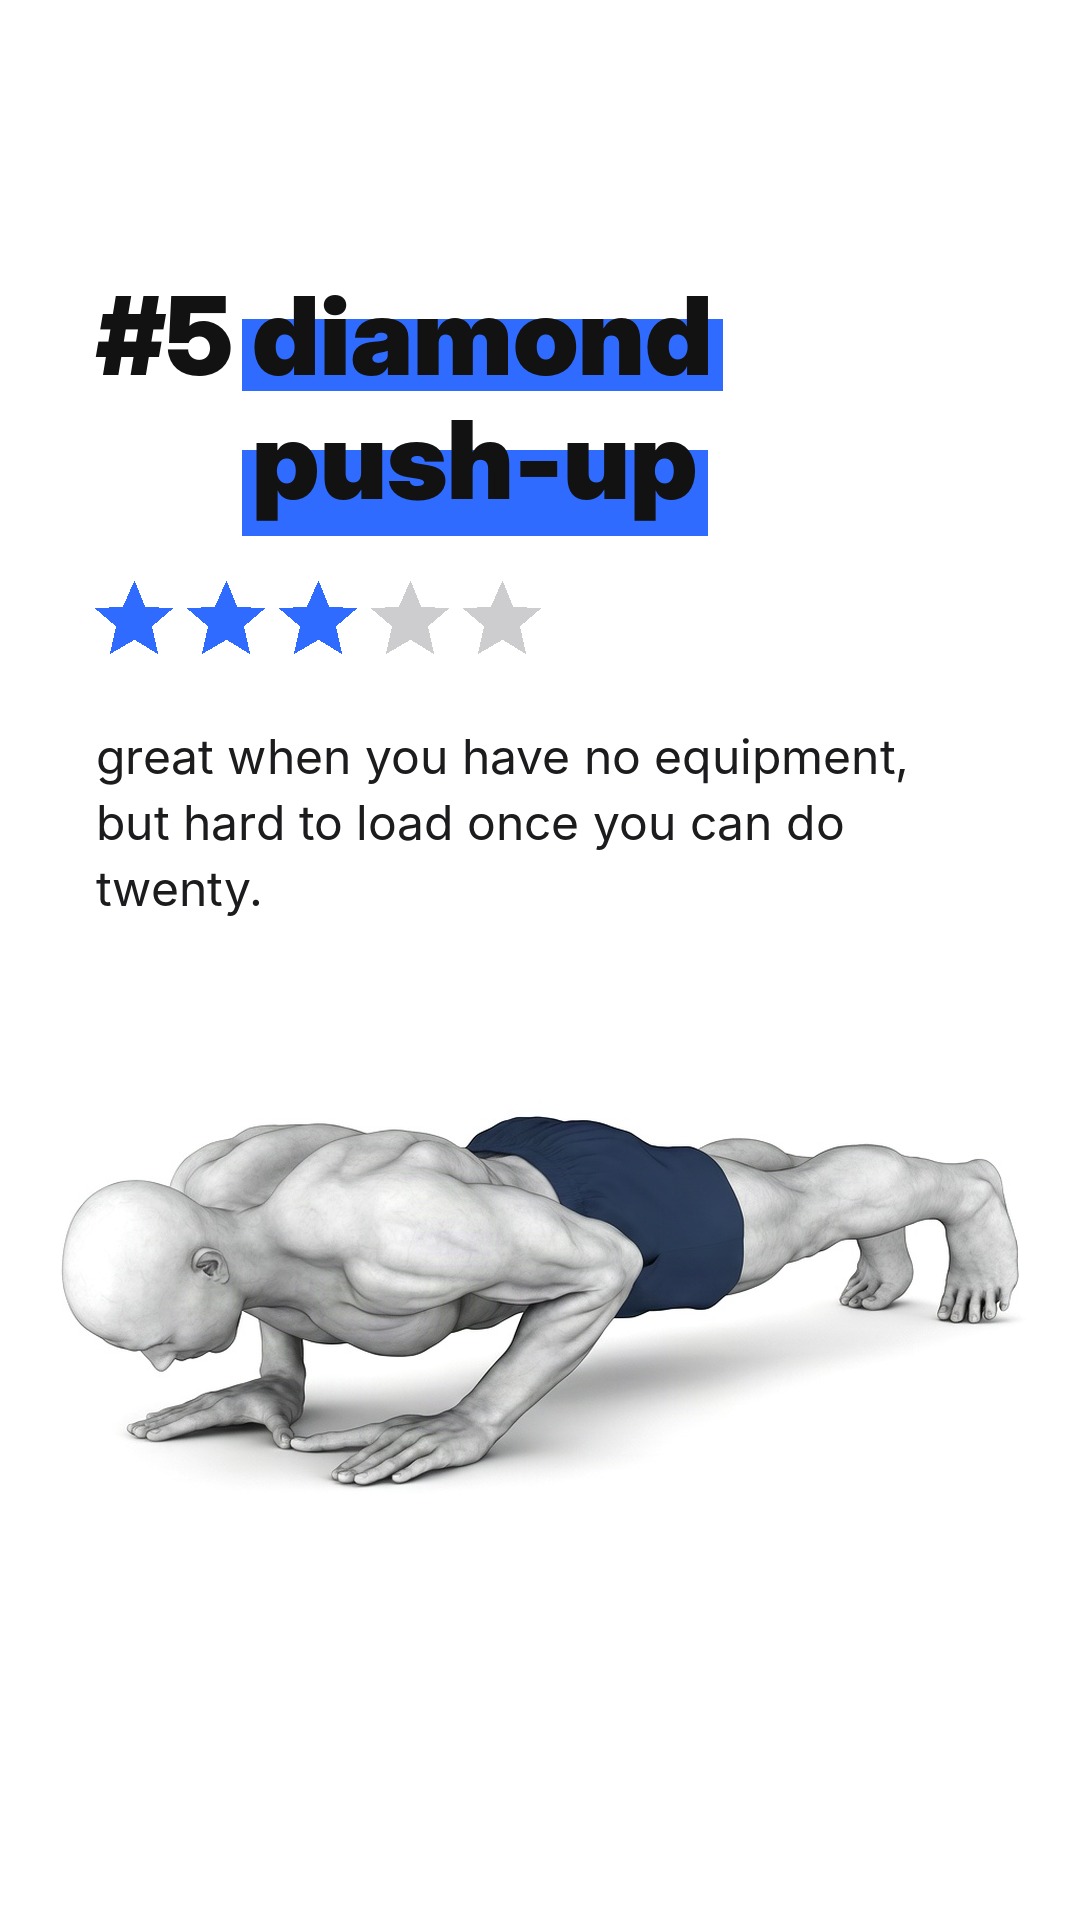 #5 diamond
push-up
great when you have no equipment,
but hard to load once you can do
twenty.